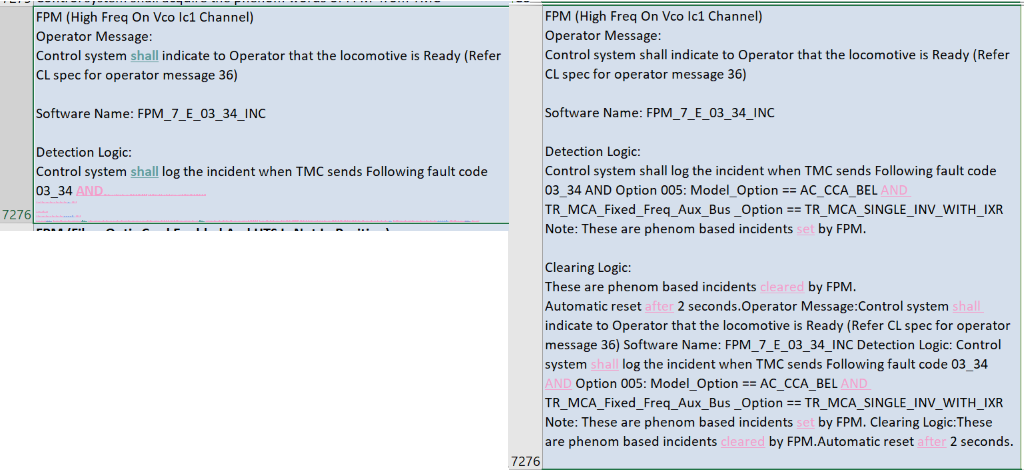 FPM (High Freq On Vco Ic1 Channel)
Operator Message:
Control system shall indicate to Operator that the locomotive is Ready (Refer
CL spec for operator message 36)
Software Name: FPM_7_E_03_34_INC
Detection Logic:
Control system shall log the incident when TMC sends Following fault code
03_34 AND
7276
FPM (High Freq On Vco Ic1 Channel)
Operator Message:
Control system shall indicate to Operator that the locomotive is Ready (Refer
CL spec for operator message 36)
Software Name: FPM_7_E_03_34_INC
Detection Logic:
Control system shall log the incident when TMC sends Following fault code
03_34 AND Option 005: Model_Option == AC_CCA_BEL AND
TR_MCA_Fixed_Freq_Aux_Bus _Option == TR_MCA_SINGLE_INV_WITH_IXR
Note: These are phenom based incidents set by FPM.
Clearing Logic:
These are phenom based incidents cleared by FPM.
Automatic reset after 2 seconds.Operator Message:Control system shall
indicate to Operator that the locomotive is Ready (Refer CL spec for operator
message 36) Software Name: FPM_7_E_03_34_INC Detection Logic: Control
system shall log the incident when TMC sends Following fault code 03_34
AND Option 005: Model_Option == AC_CCA_BEL AND
TR_MCA_Fixed_Freq_Aux_Bus _Option == TR_MCA_SINGLE_INV_WITH_IXR
Note: These are phenom based incidents set by FPM. Clearing Logic:These
are phenom based incidents cleared by FPM.Automatic reset after 2 seconds.
7276